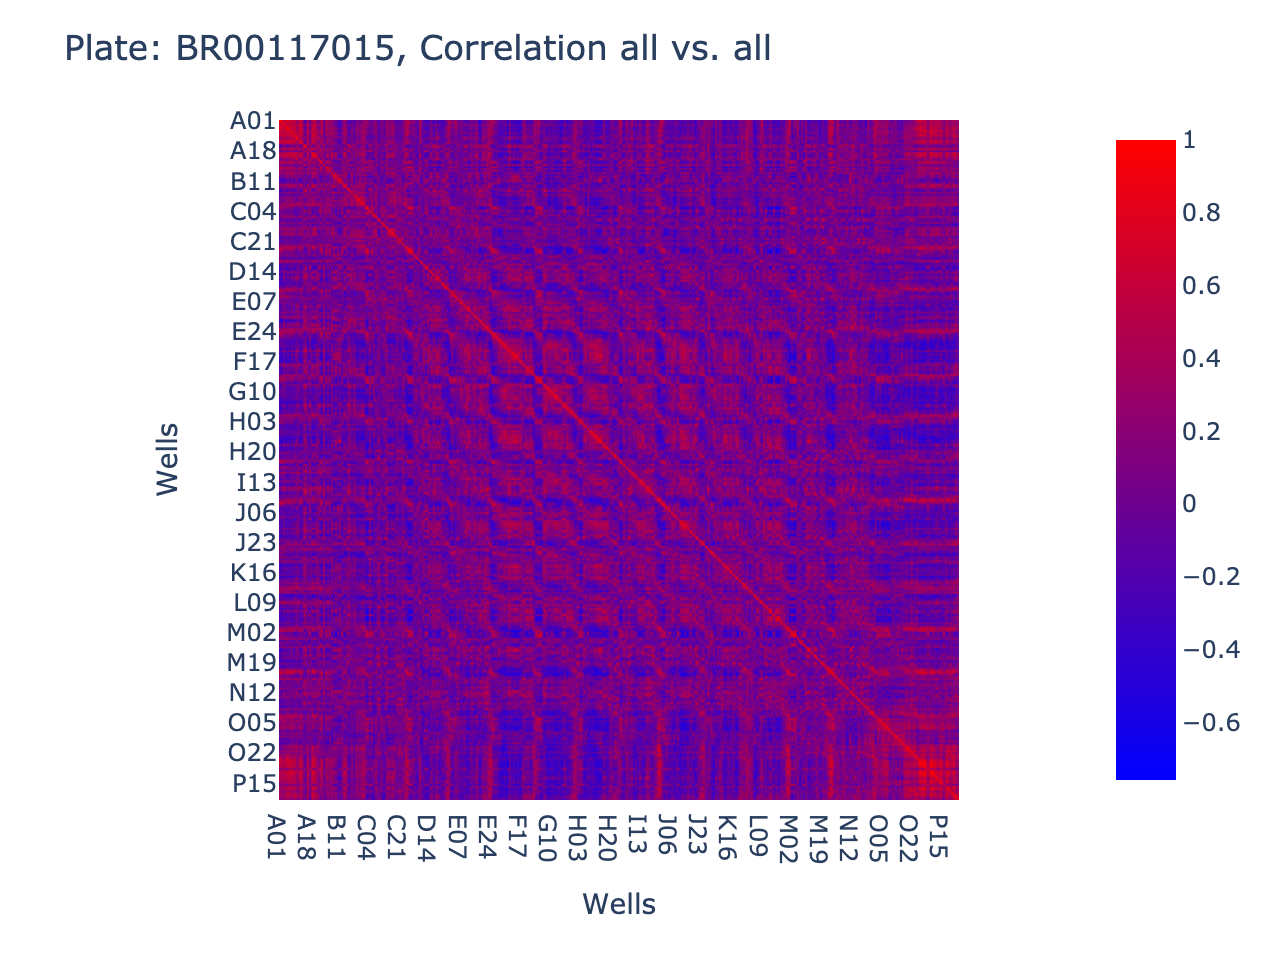 Plate: BR00117015, Correlation all vs. all
A01
A18
B11
C04
C21
D14
E07
E24
F17
G10
H03
H20
I13
J06
J23
K16
L09
M02
M19
N12
O05
O22
P15
Wells
1
0.8
0.6
0.4
0.2
0
−0.2
−0.4
−0.6
A01
A18
B11
C04
C21
D14
E07
E24
F17
G10
H03
H20
I13
J06
J23
K16
L09
M02
M19
N12
O05
O22
P15
Wells